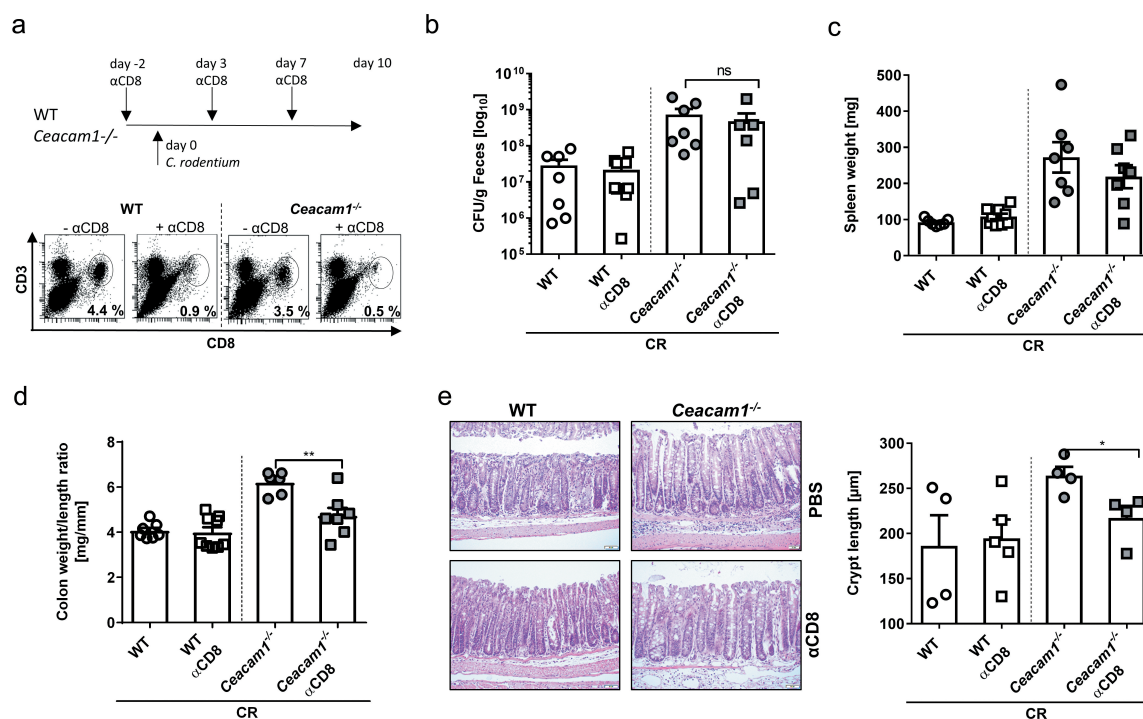 a
day -2
αCD8
day 3
αCD8
day 7
αCD8
day 10
WT
Ceacam1-/-
day 0
C. rodentium
WT
Ceacam1-/-
- αCD8
+ αCD8
- αCD8
+ αCD8
CD3
4.4 %
0.9 %
3.5 %
0.5 %
CD8
b
CFU/g Feces [log10]
10^10
10^9
10^8
10^7
10^6
10^5
ns
WT
WT
αCD8
Ceacam1-/-
Ceacam1-/-
αCD8
CR
c
Spleen weight [mg]
500
400
300
200
100
0
WT
WT
αCD8
Ceacam1-/-
Ceacam1-/-
αCD8
CR
d
Colon weight/length ratio
[mg/mm]
8
6
4
2
0
**
WT
WT
αCD8
Ceacam1-/-
Ceacam1-/-
αCD8
CR
e
WT
Ceacam1-/-
PBS
αCD8
Crypt length [µm]
300
250
200
150
100
*
WT
WT
αCD8
Ceacam1-/-
Ceacam1-/-
αCD8
CR